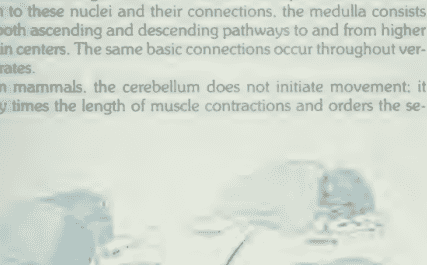 to these nuclei and their connections, the medulla consists
both ascending and descending pathways to and from higher
in centers. The same basic connections occur throughout ver-
rates.
n mammals, the cerebellum does not initiate movement; it
y times the length of muscle contractions and orders the se-